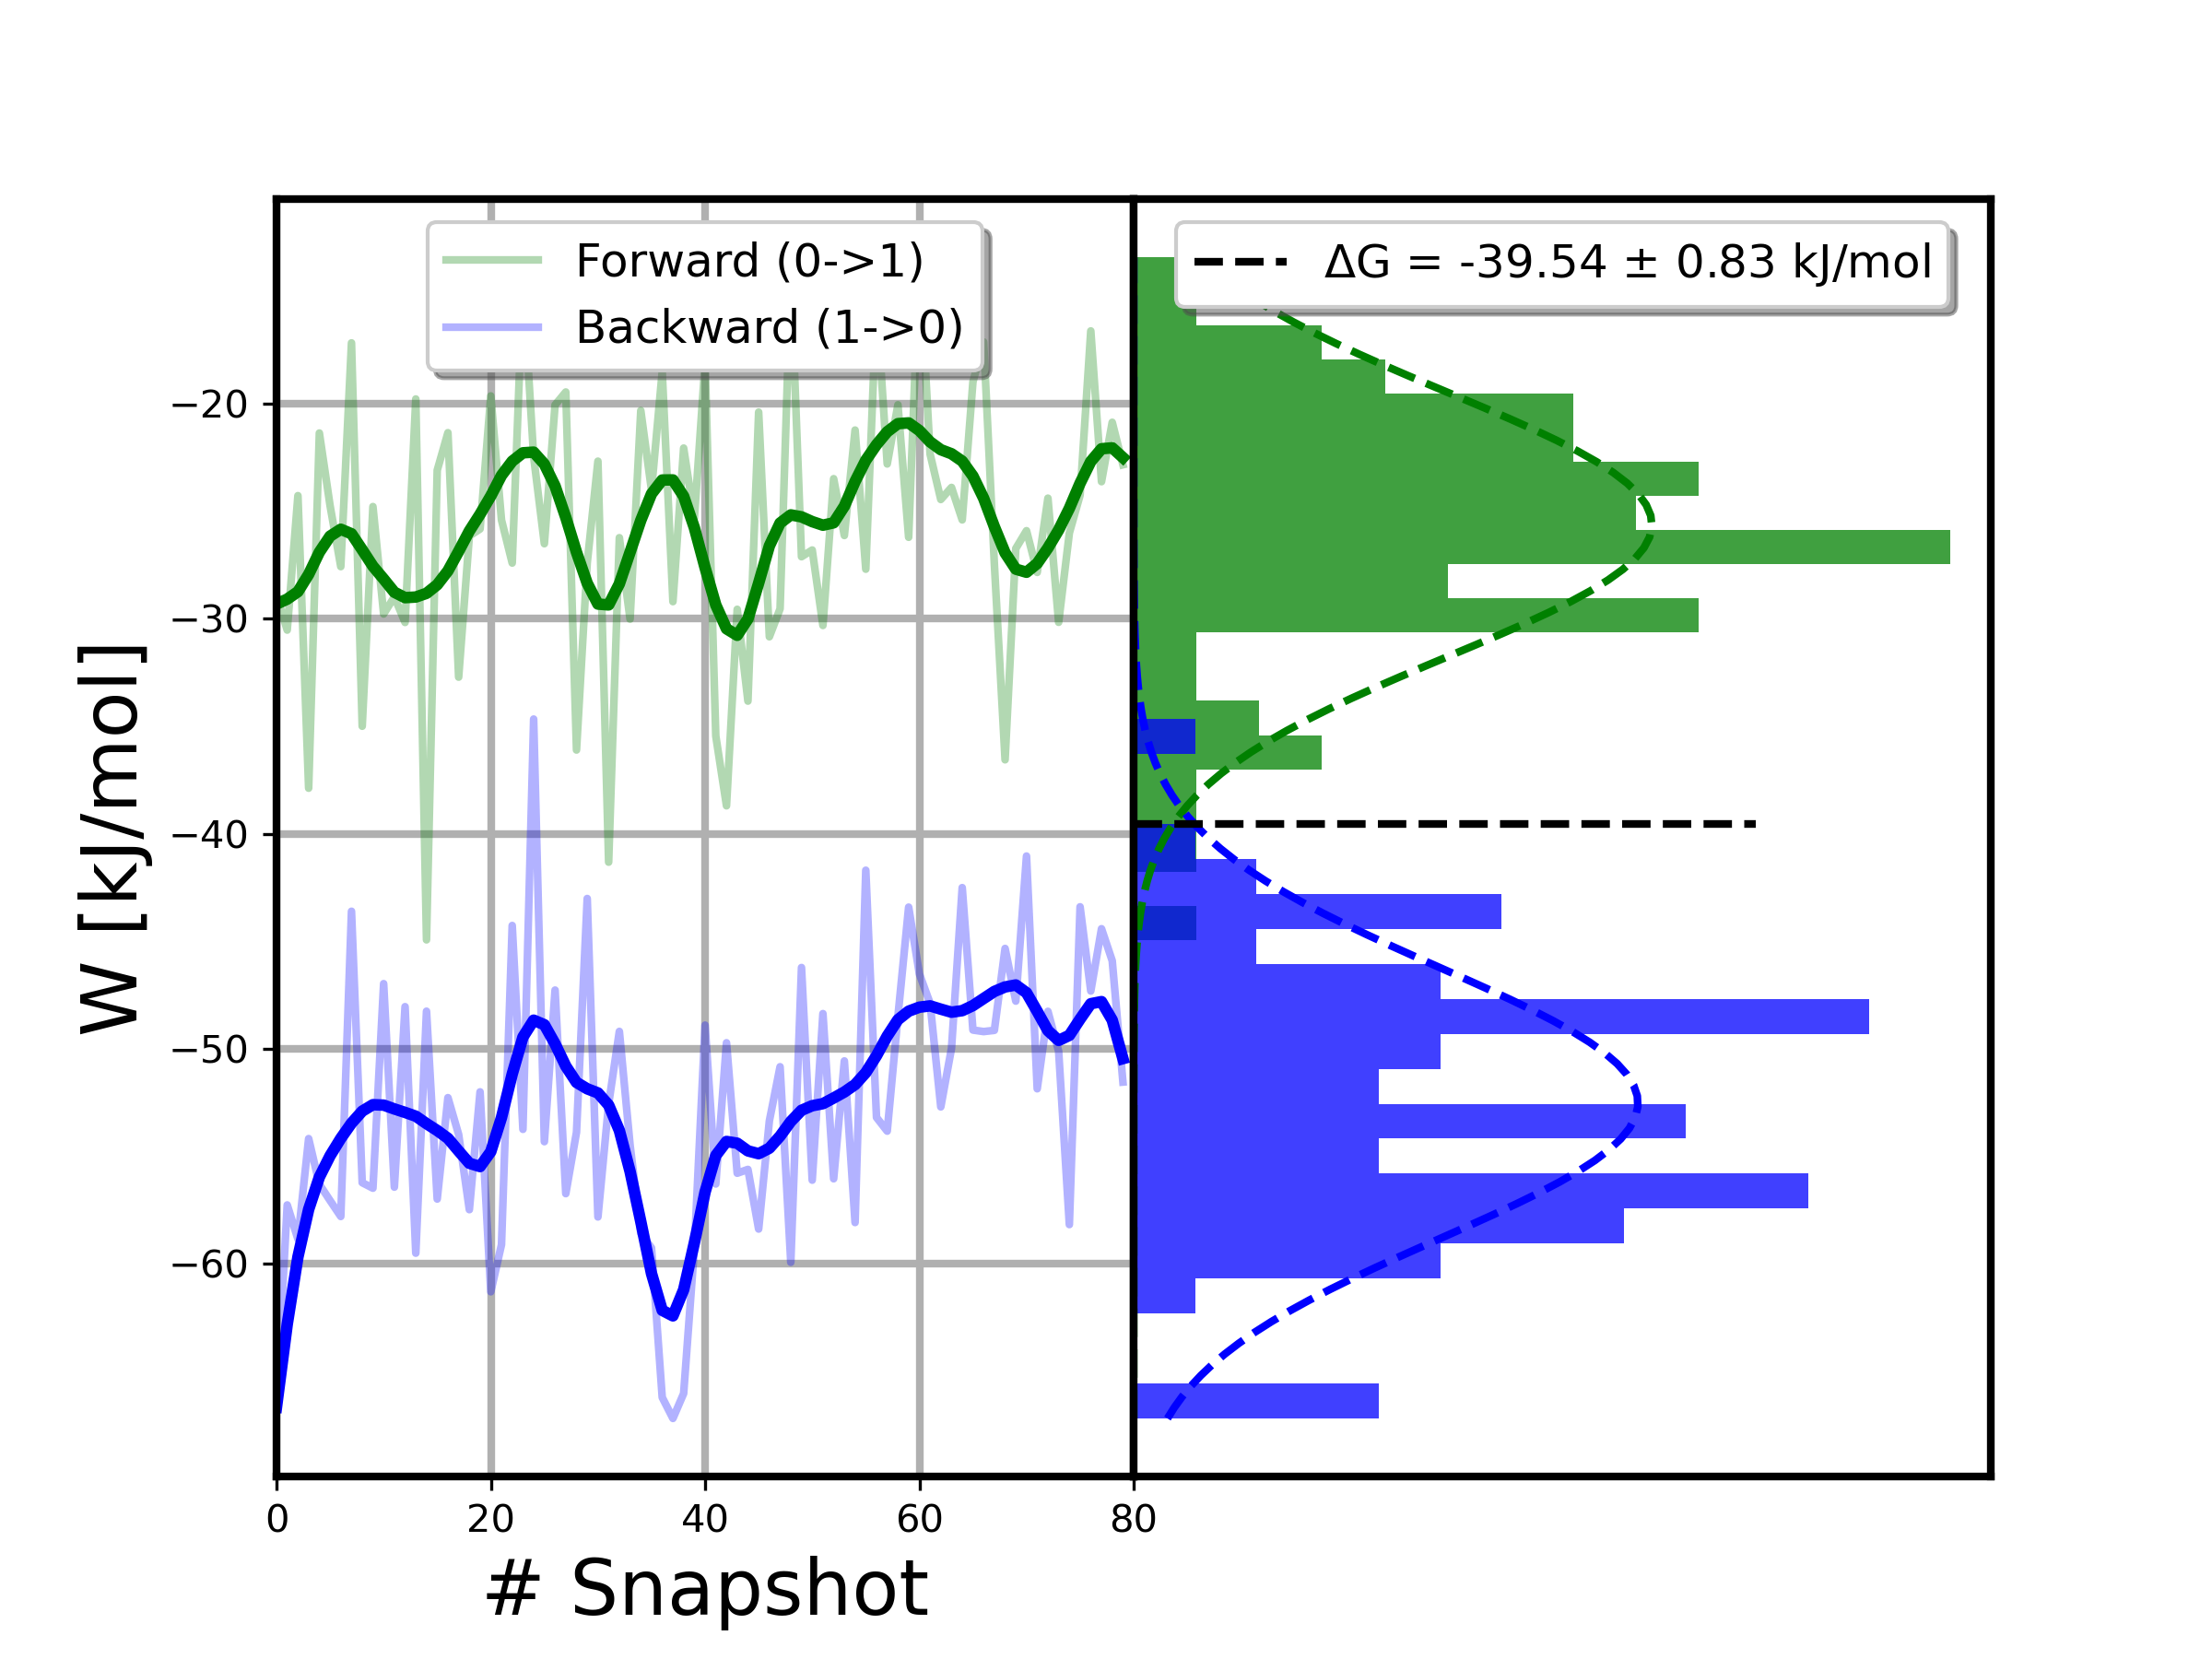 Forward (0->1)
Backward (1->0)
ΔG = -39.54 ± 0.83 kJ/mol
W [kJ/mol]
−20
−30
−40
−50
−60
0 20 40 60 80
# Snapshot